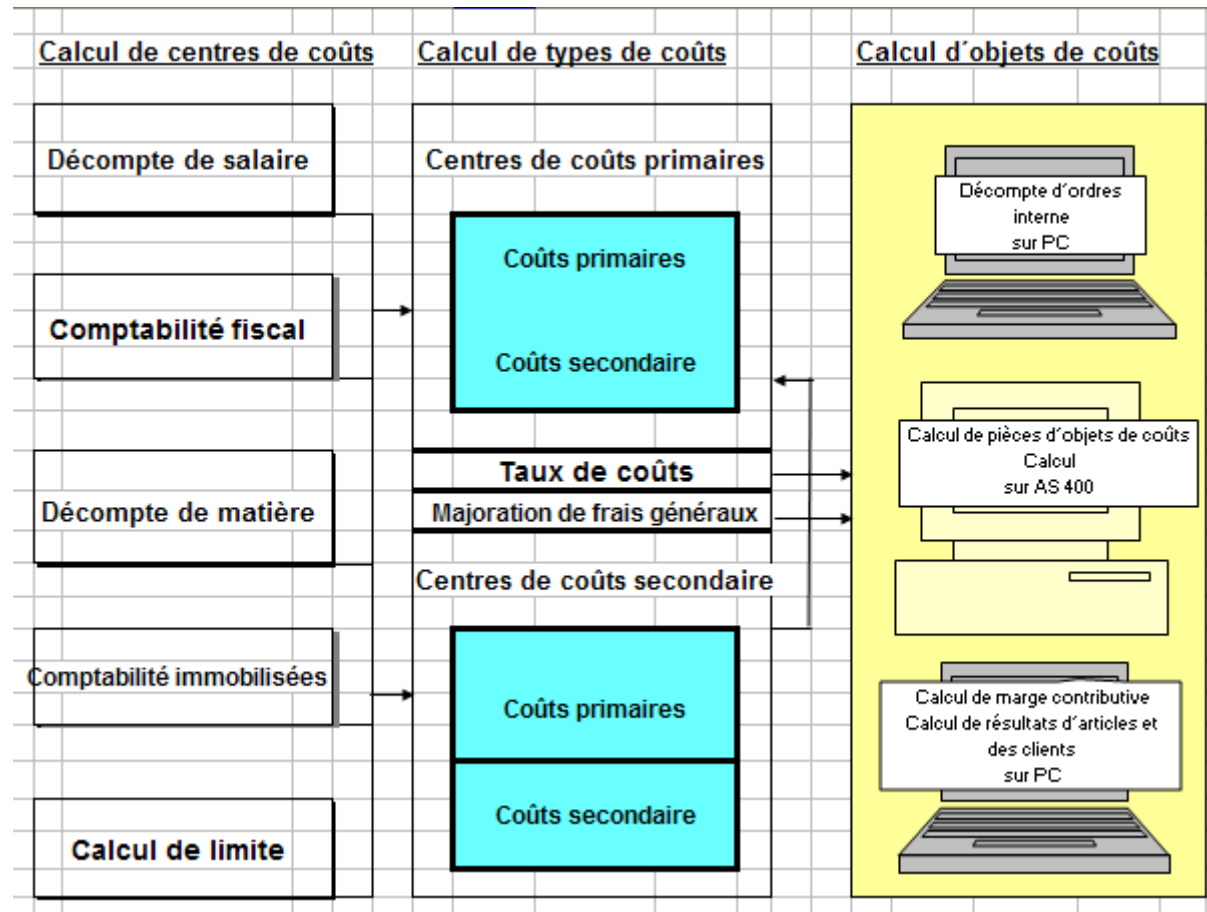 Calcul de centres de coûts
Calcul de types de coûts
Calcul d´objets de coûts
Décompte de salaire
Comptabilité fiscal
Décompte de matière
Comptabilité immobilisées
Calcul de limite
Centres de coûts primaires
Coûts primaires
Coûts secondaire
Taux de coûts
Majoration de frais généraux
Centres de coûts secondaire
Coûts primaires
Coûts secondaire
Décompte d´ordres
interne
sur PC
Calcul de pièces d´objets de coûts
Calcul
sur AS 400
Calcul de marge contributive
Calcul de résultats d´articles et
des clients
sur PC